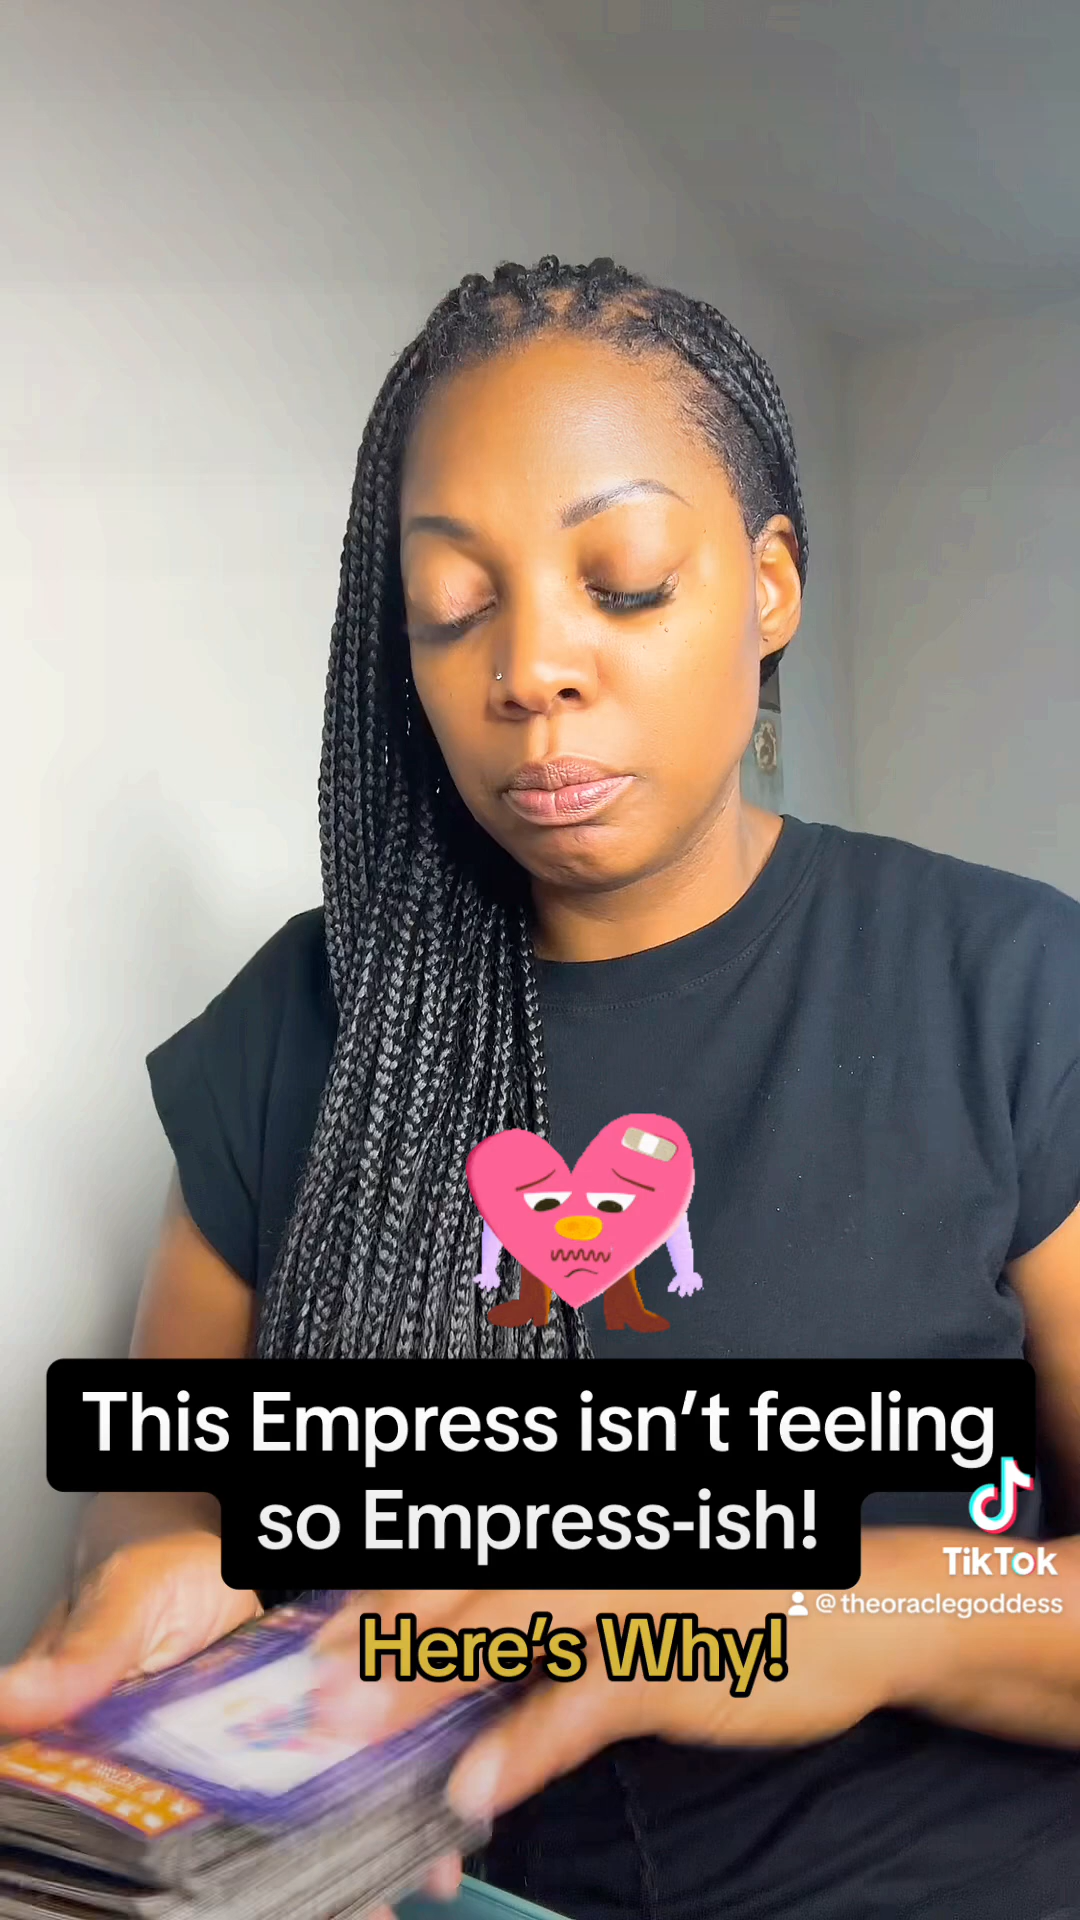 This Empress isn’t feeling
so Empress-ish!
TikTok
@theoraclegoddess
Here’s Why!